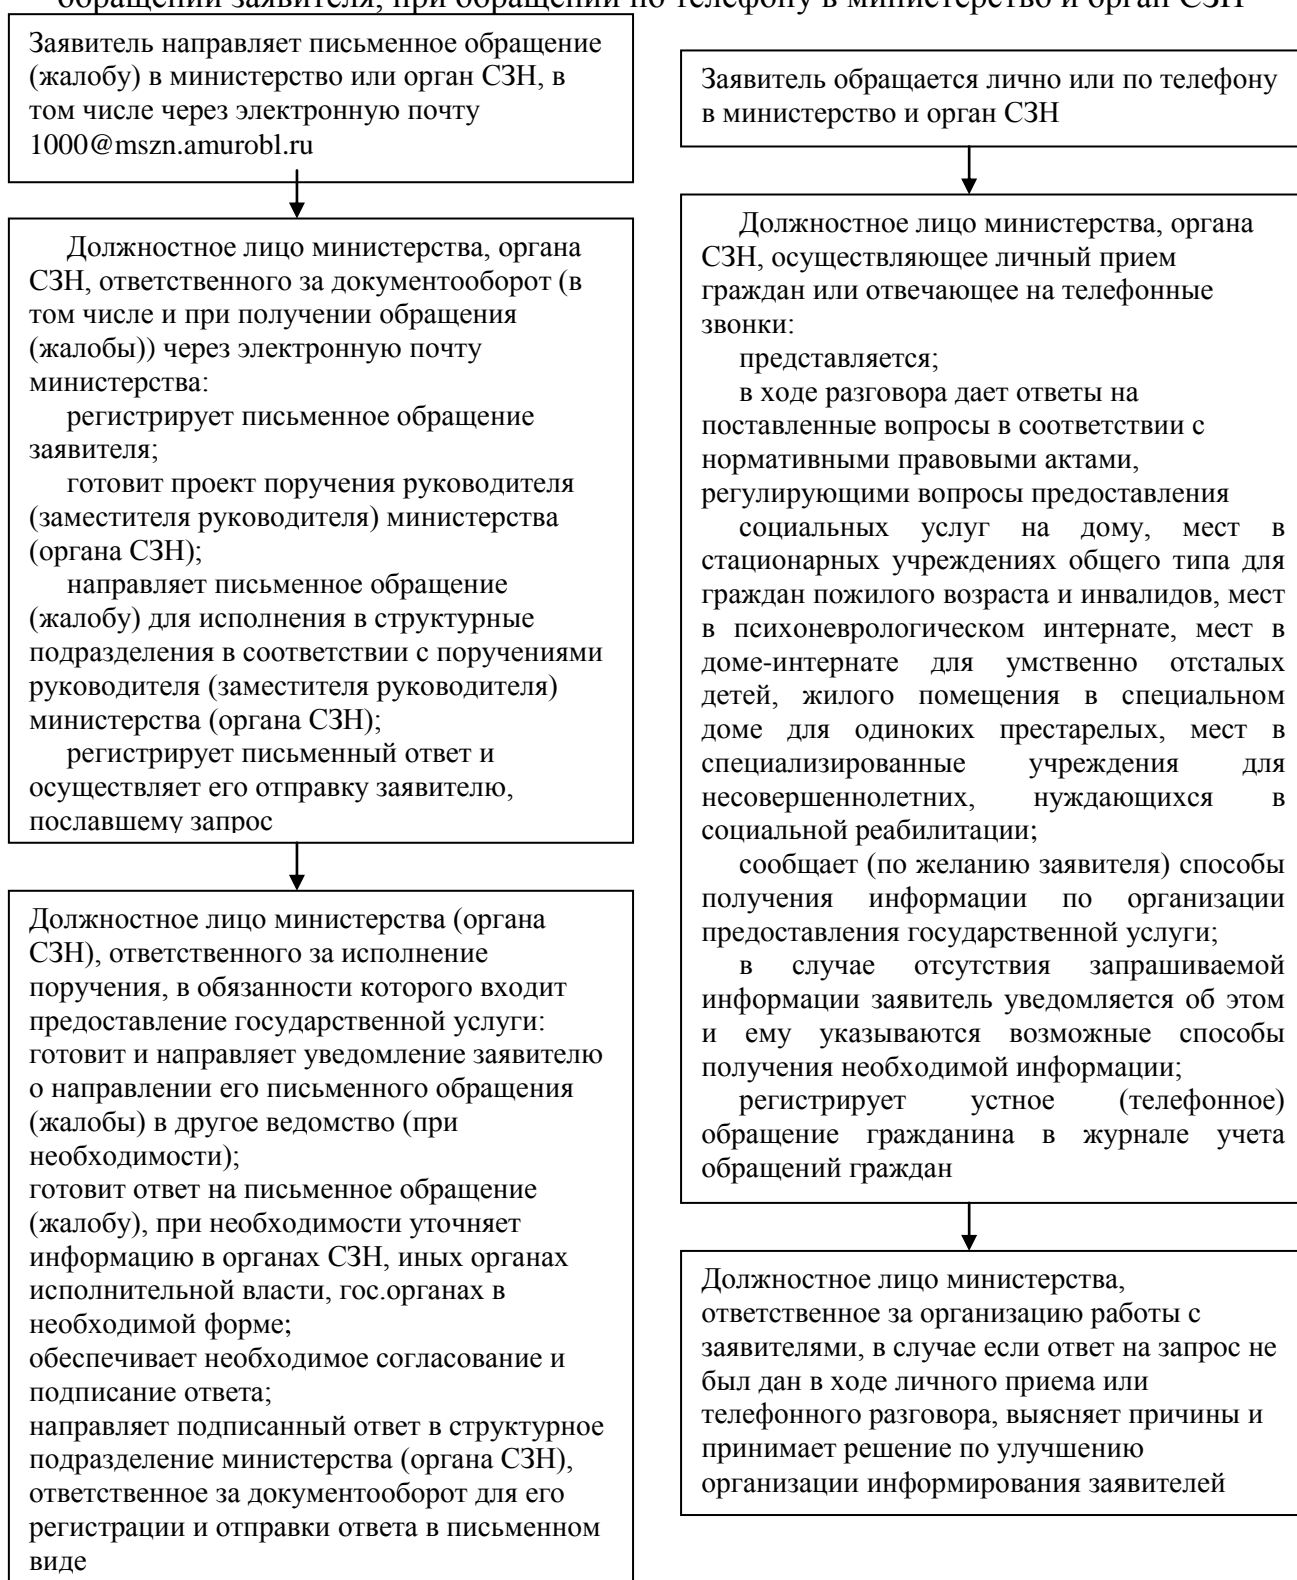 обращении заявителя, при обращении по телефону в министерство и орган СЗН
Заявитель направляет письменное обращение
(жалобу) в министерство или орган СЗН, в
том числе через электронную почту
1000@mszn.amurobl.ru
Должностное лицо министерства, органа
СЗН, ответственного за документооборот (в
том числе и при получении обращения
(жалобы)) через электронную почту
министерства:
регистрирует письменное обращение
заявителя;
готовит проект поручения руководителя
(заместителя руководителя) министерства
(органа СЗН);
направляет письменное обращение
(жалобу) для исполнения в структурные
подразделения в соответствии с поручениями
руководителя (заместителя руководителя)
министерства (органа СЗН);
регистрирует письменный ответ и
осуществляет его отправку заявителю,
пославшему запрос
Должностное лицо министерства (органа
СЗН), ответственного за исполнение
поручения, в обязанности которого входит
предоставление государственной услуги:
готовит и направляет уведомление заявителю
о направлении его письменного обращения
(жалобы) в другое ведомство (при
необходимости);
готовит ответ на письменное обращение
(жалобу), при необходимости уточняет
информацию в органах СЗН, иных органах
исполнительной власти, гос.органах в
необходимой форме;
обеспечивает необходимое согласование и
подписание ответа;
направляет подписанный ответ в структурное
подразделение министерства (органа СЗН),
ответственное за документооборот для его
регистрации и отправки ответа в письменном
виде
Заявитель обращается лично или по телефону
в министерство и орган СЗН
Должностное лицо министерства, органа
СЗН, осуществляющее личный прием
граждан или отвечающее на телефонные
звонки:
представляется;
в ходе разговора дает ответы на
поставленные вопросы в соответствии с
нормативными правовыми актами,
регулирующими вопросы предоставления
социальных услуг на дому, мест в
стационарных учреждениях общего типа для
граждан пожилого возраста и инвалидов, мест
в психоневрологическом интернате, мест в
доме-интернате для умственно отсталых
детей, жилого помещения в специальном
доме для одиноких престарелых, мест в
специализированные учреждения для
несовершеннолетних, нуждающихся в
социальной реабилитации;
сообщает (по желанию заявителя) способы
получения информации по организации
предоставления государственной услуги;
в случае отсутствия запрашиваемой
информации заявитель уведомляется об этом
и ему указываются возможные способы
получения необходимой информации;
регистрирует устное (телефонное)
обращение гражданина в журнале учета
обращений граждан
Должностное лицо министерства,
ответственное за организацию работы с
заявителями, в случае если ответ на запрос не
был дан в ходе личного приема или
телефонного разговора, выясняет причины и
принимает решение по улучшению
организации информирования заявителей